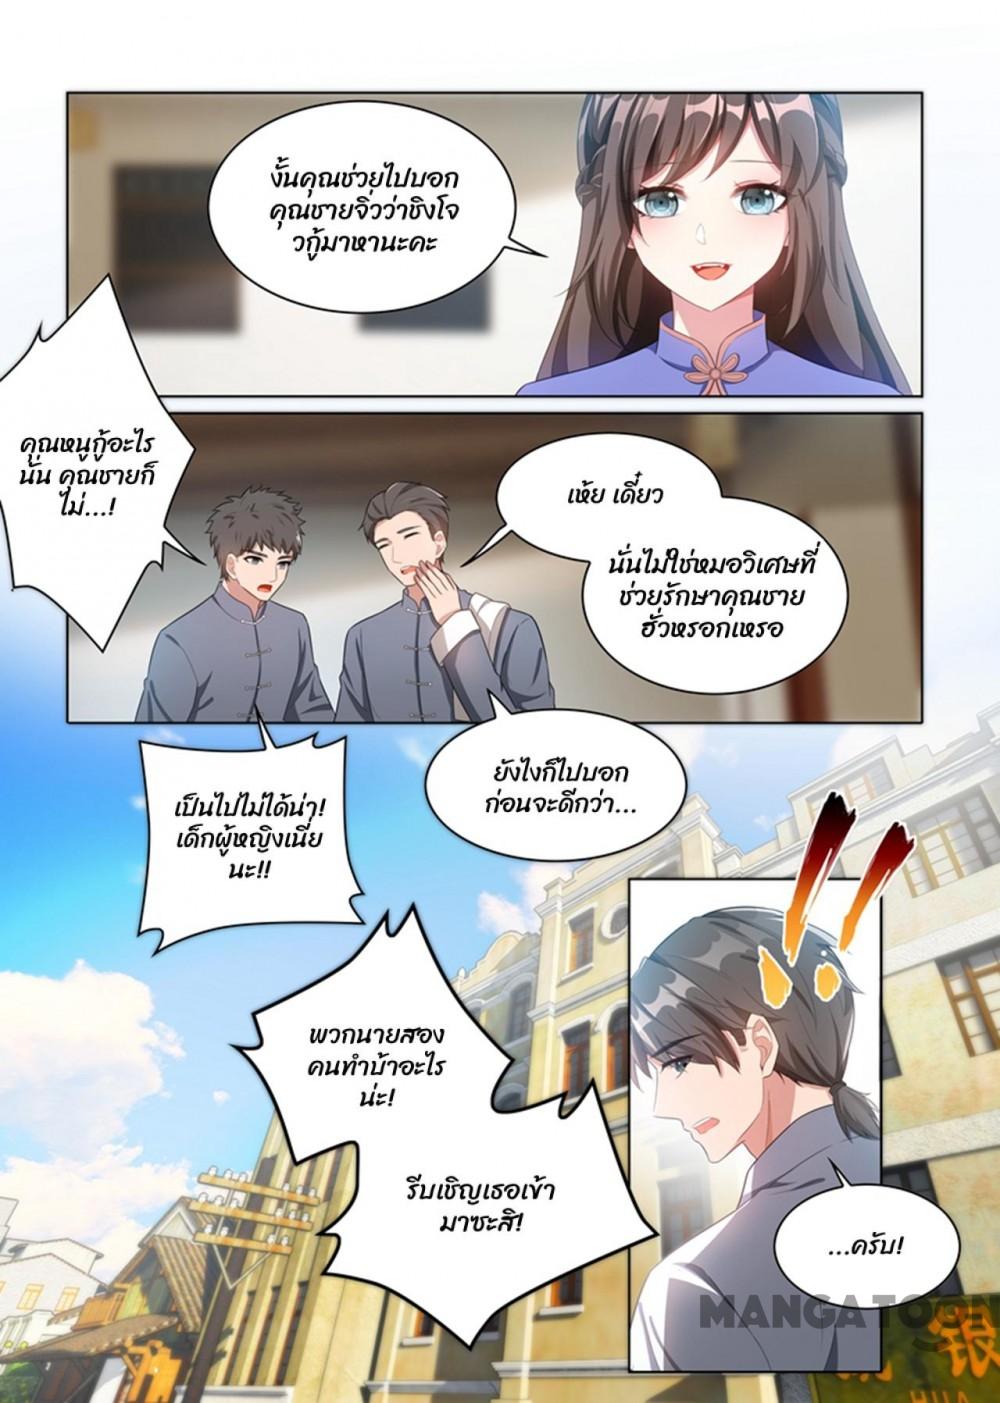 งั้นคุณช่วยไปบอก
คุณชายจิ่วว่าชิงโจ
วกู้มาหานะคะ
คุณหนูกู้อะไร
นั่น คุณชายก็
ไม่...!
เห้ย เดี๋ยว
นั่นไม่ใช่หมอวิเศษที่
ช่วยรักษาคุณชาย
ฮั่วหรอกเหรอ
ยังไงก็ไปบอก
ก่อนจะดีกว่า...
เป็นไปไม่ได้น่า!
เด็กผู้หญิงเนี่ย
นะ!!
พวกนายสอง
คนทำบ้าอะไร
น่ะ!
รีบเชิญเธอเข้า
มาซะสิ!
...ครับ!
MANGATOON
银
HUA